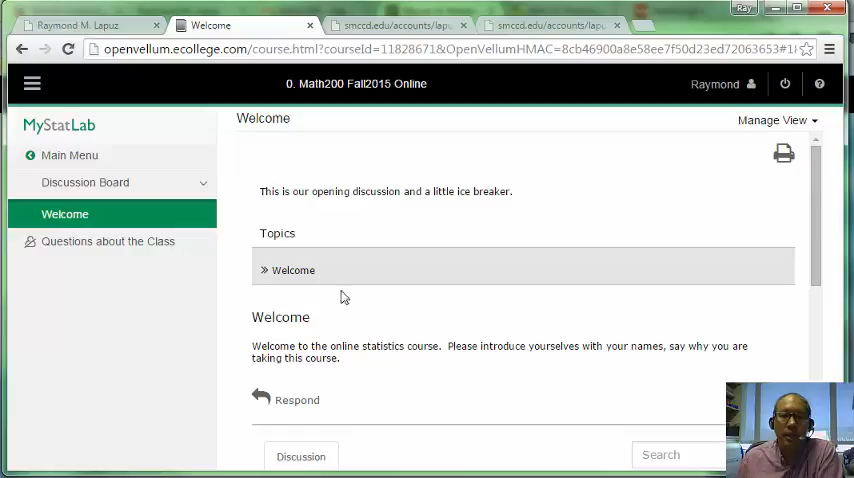 Ray
Raymond M. Lapuz
Welcome
smccd.edu/accounts/lapu
smccd.edu/accounts/lapu
openvellum.ecollege.com/course.html?courseId=11828671&OpenVellumHMAC=8cb46900a8e58ee7f50d23ed72063653#1
0. Math200 Fall2015 Online
Raymond
MyStatLab
Welcome
Manage View
Main Menu
Discussion Board
Welcome
Questions about the Class
This is our opening discussion and a little ice breaker.
Topics
» Welcome
Welcome
Welcome to the online statistics course. Please introduce yourselves with your names, say why you are
taking this course.
Respond
Discussion
Search